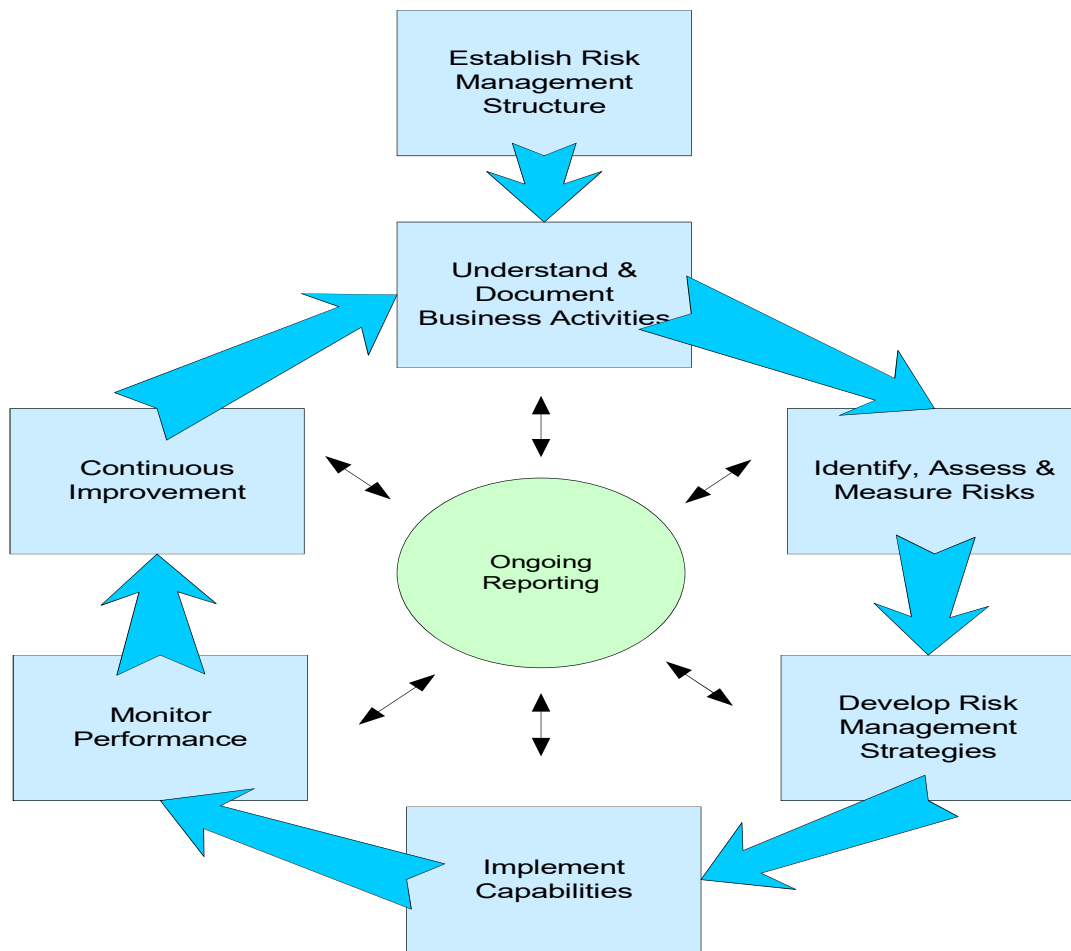 Establish Risk
Management
Structure
Understand &
Document
Business Activities
Identify, Assess &
Measure Risks
Develop Risk
Management
Strategies
Implement
Capabilities
Monitor
Performance
Continuous
Improvement
Ongoing
Reporting